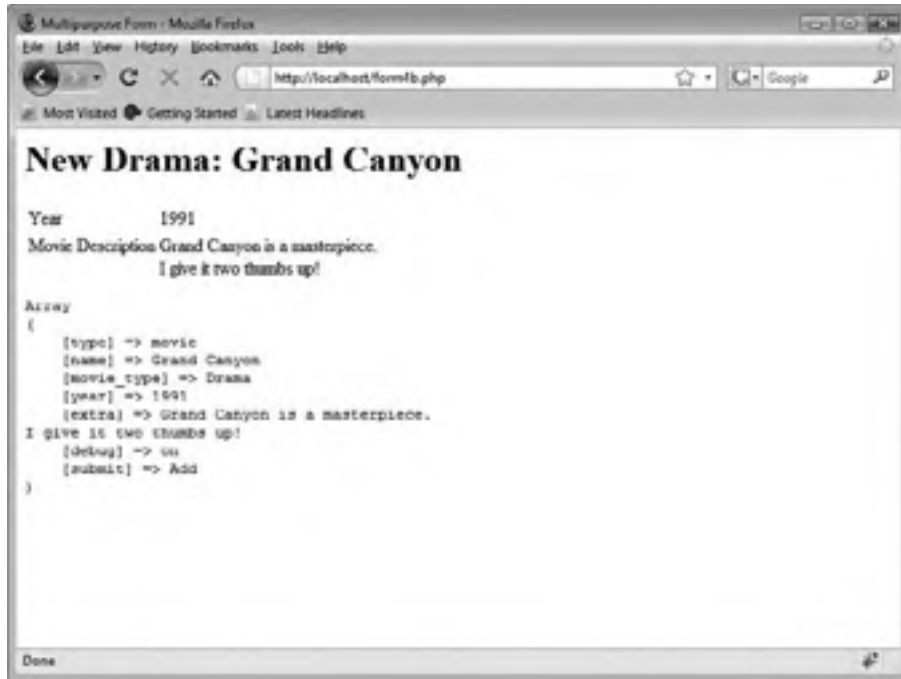 Multipurpose Form - Mozilla Firefox
File Edit View History Bookmarks Tools Help
http://localhost/form4b.php
Google
Most Visited Getting Started Latest Headlines
New Drama: Grand Canyon
Year 1991
Movie Description Grand Canyon is a masterpiece.
I give it two thumbs up!
Array
(
[type] => movie
[name] => Grand Canyon
[movie_type] => Drama
[year] => 1991
[extra] => Grand Canyon is a masterpiece.
I give it two thumbs up!
[debug] => on
[submit] => Add
)
Done